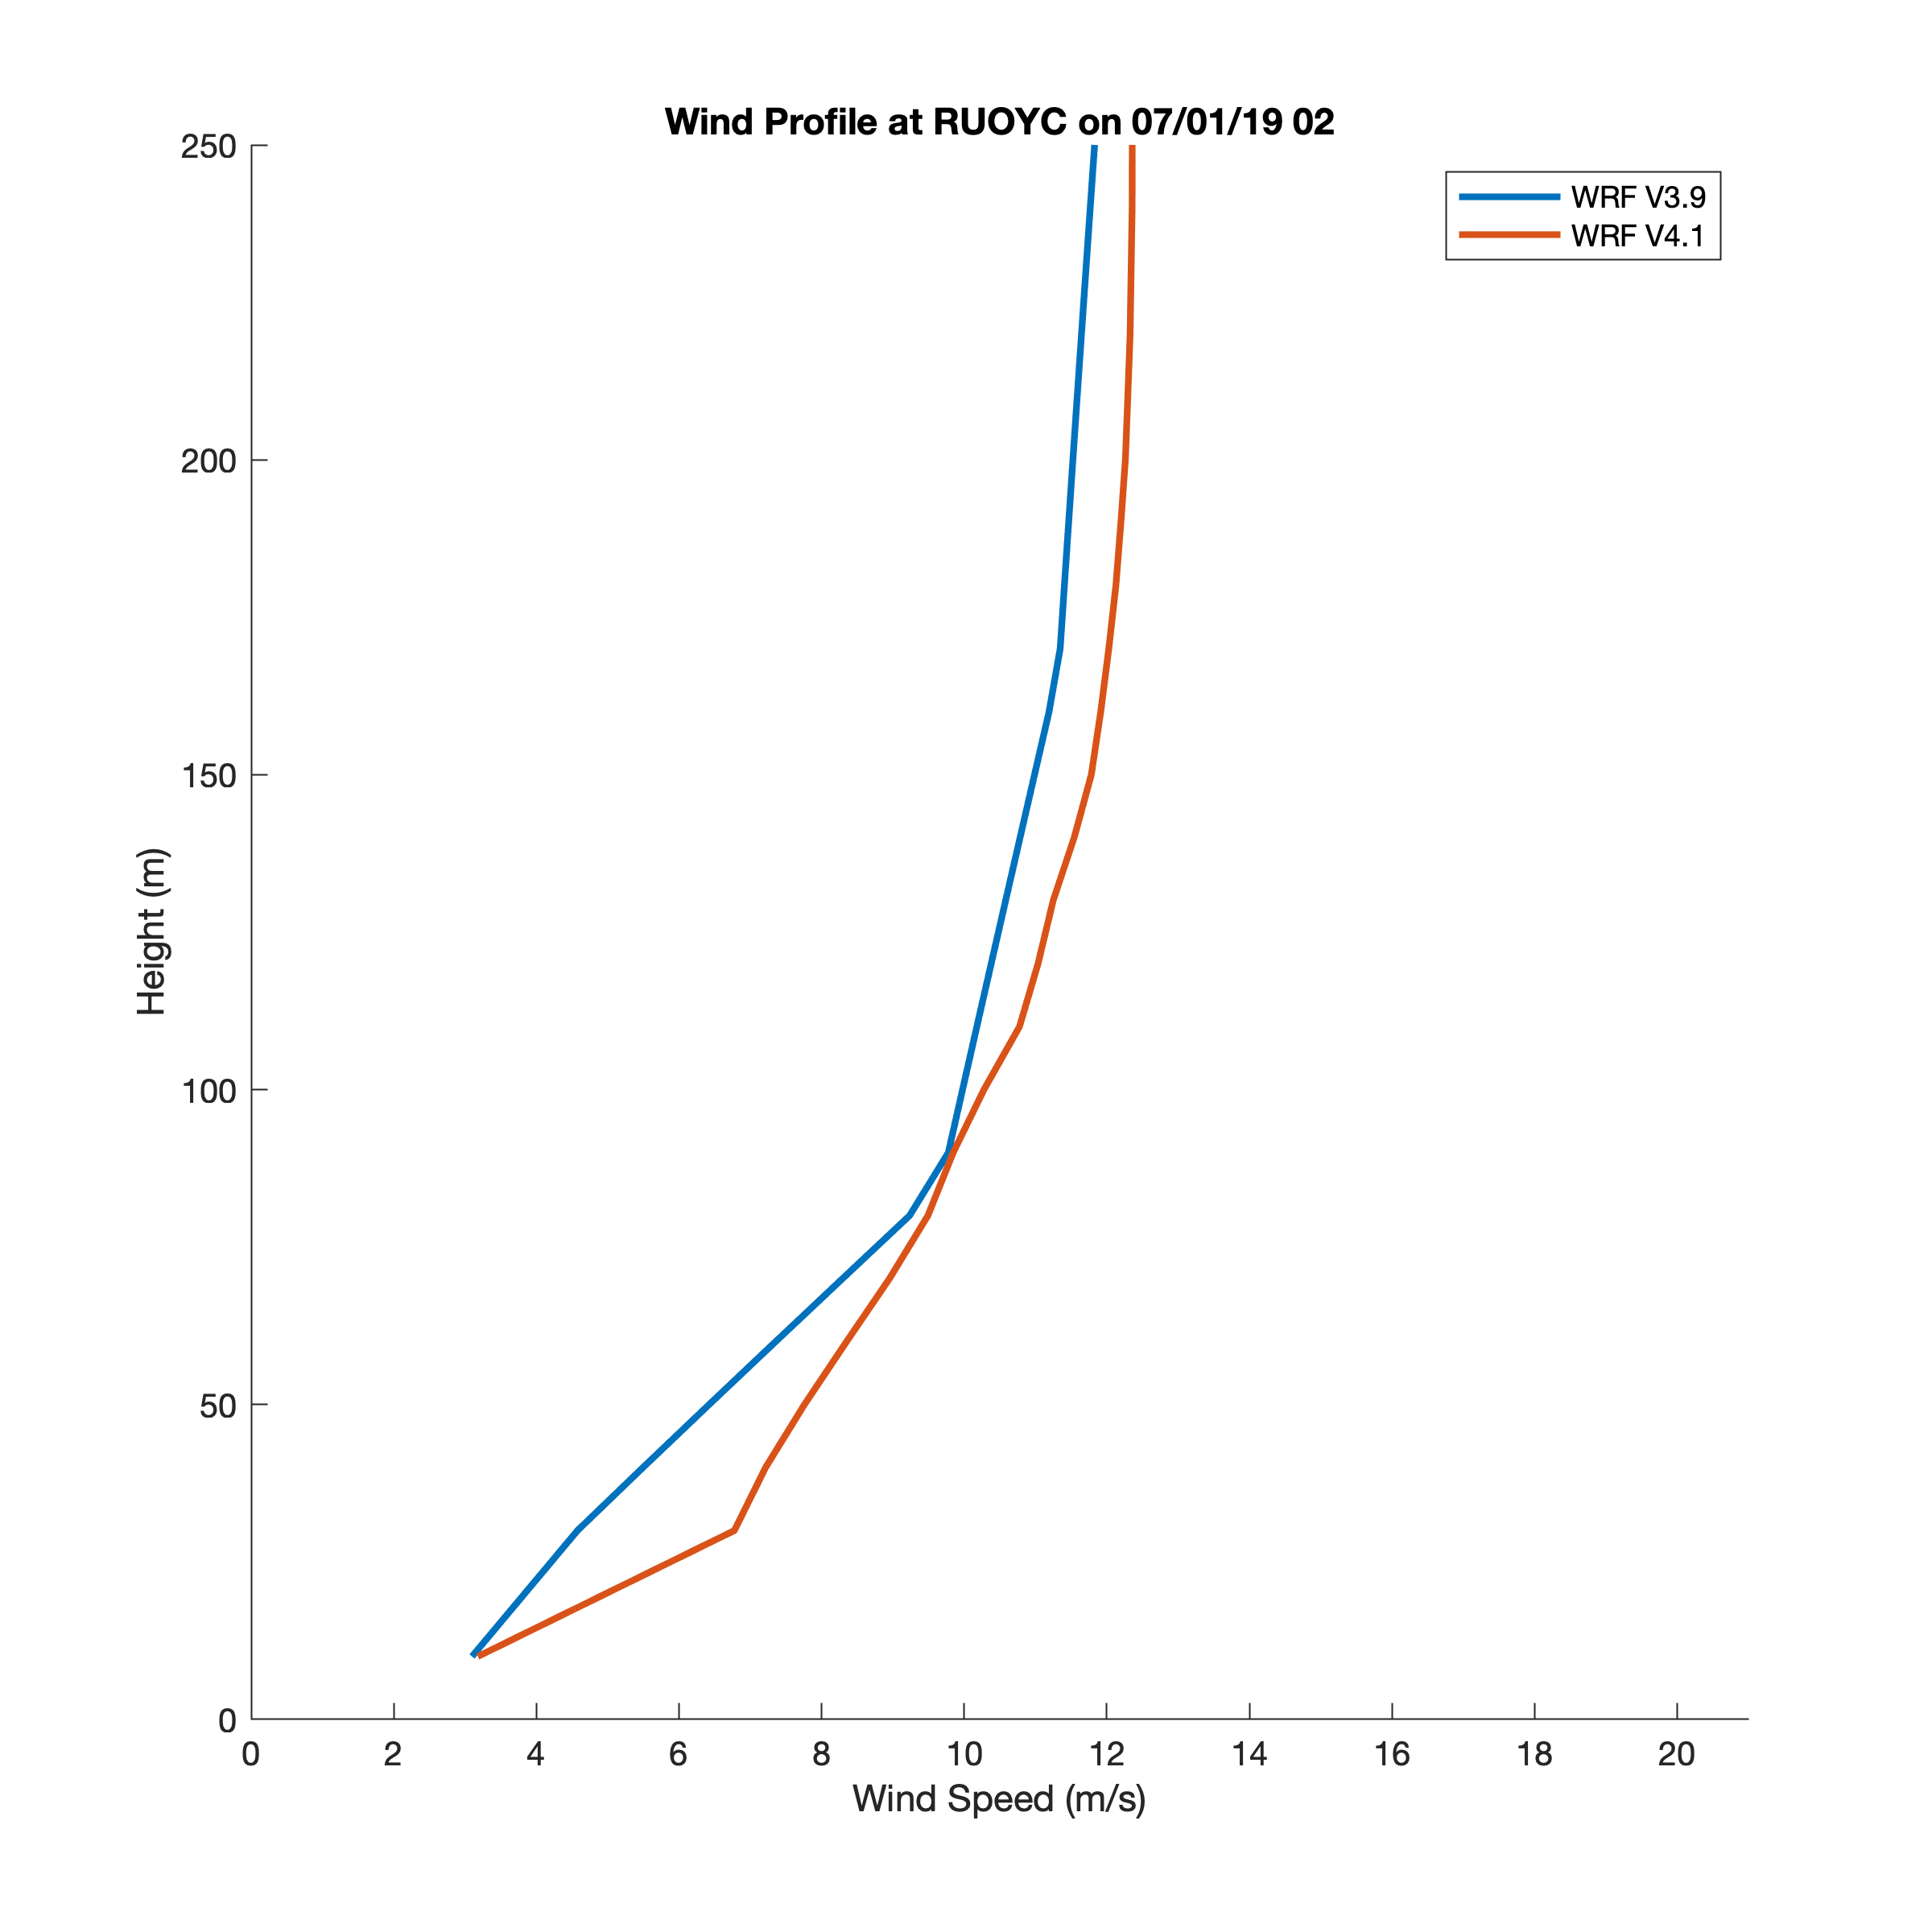 Wind Profile at RUOYC on 07/01/19 02
WRF V3.9
WRF V4.1
250
200
150
100
50
0
Height (m)
0 2 4 6 8 10 12 14 16 18 20
Wind Speed (m/s)